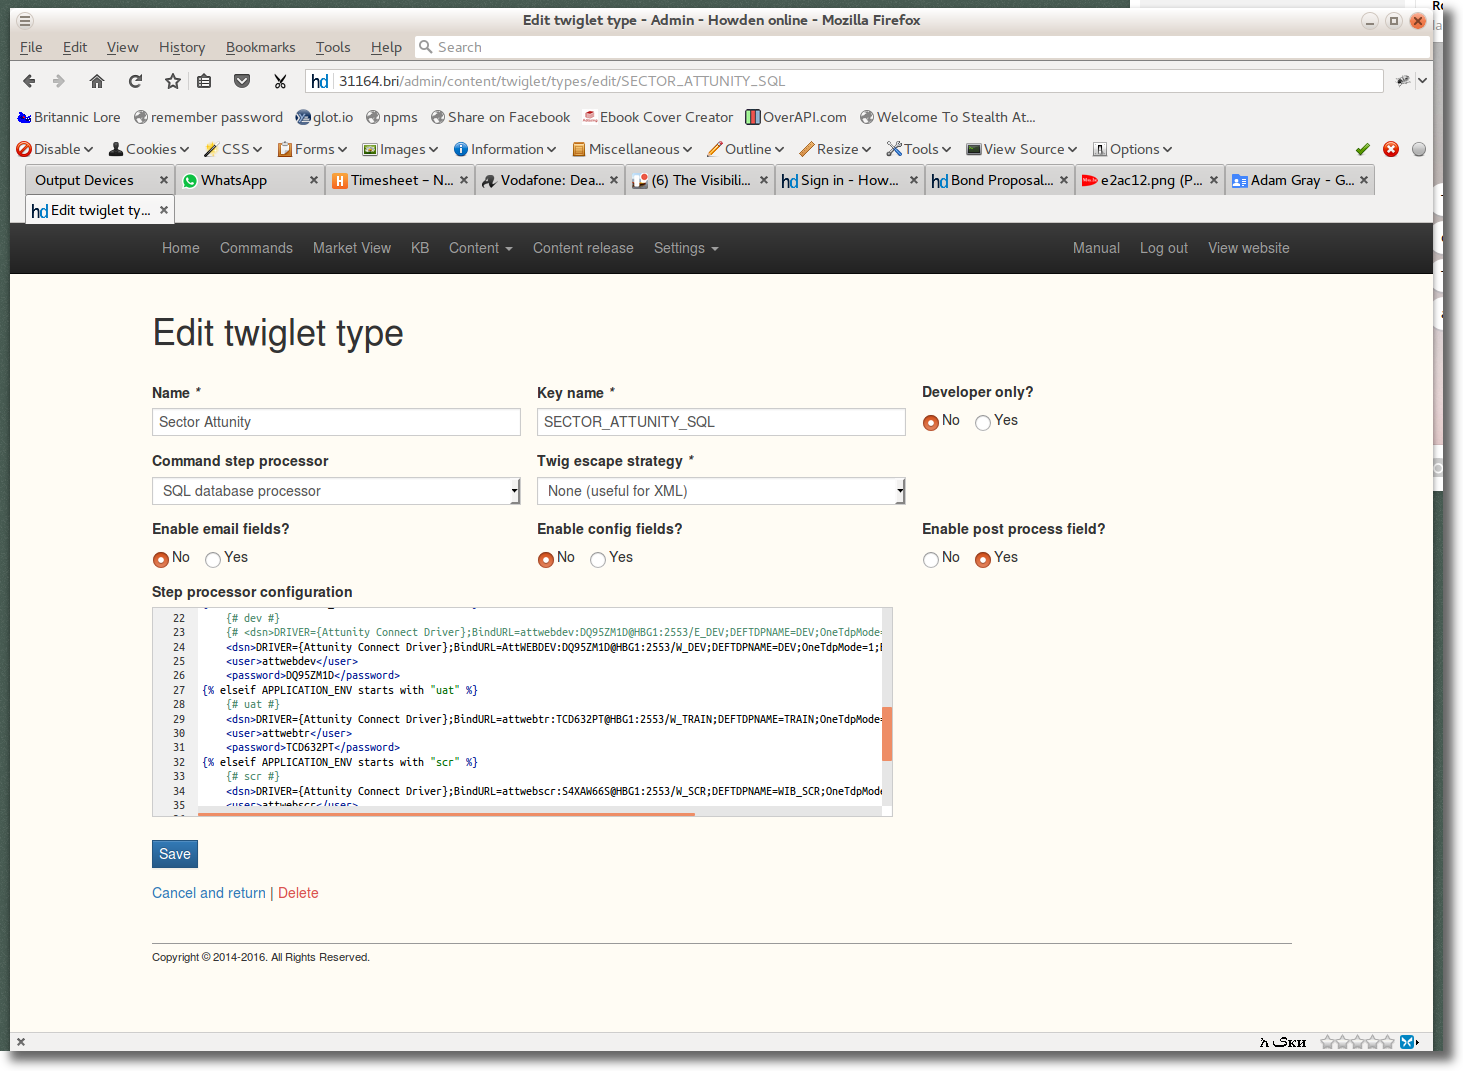 Edit twiglet type - Admin - Howden online - Mozilla Firefox
File Edit View History Bookmarks Tools Help Search
31164.bri/admin/content/twiglet/types/edit/SECTOR_ATTUNITY_SQL
Britannic Lore remember password glot.io npms Share on Facebook Ebook Cover Creator OverAPI.com Welcome To Stealth At...
Disable Cookies CSS Forms Images Information Miscellaneous Outline Resize Tools View Source Options
Output Devices WhatsApp Timesheet – N... Vodafone: Dea... (6) The Visibili... Sign in - How... Bond Proposal... e2ac12.png (P... Adam Gray - G...
hd Edit twiglet ty...
Home Commands Market View KB Content Content release Settings Manual Log out View website
Edit twiglet type
Name * Key name * Developer only?
Sector Attunity SECTOR_ATTUNITY_SQL No Yes
Command step processor Twig escape strategy *
SQL database processor None (useful for XML)
Enable email fields? Enable config fields? Enable post process field?
No Yes No Yes No Yes
Step processor configuration
22 {# dev #}
23 {# <dsn>DRIVER={Attunity Connect Driver};BindURL=attwebdev:DQ95ZM1D@HBG1:2553/E_DEV;DEFTDPNAME=DEV;OneTdpMode=
24 <dsn>DRIVER={Attunity Connect Driver};BindURL=AttWEBDEV:DQ95ZM1D@HBG1:2553/W_DEV;DEFTDPNAME=DEV;OneTdpMode=1;
25 <user>attwebdev</user>
26 <password>DQ95ZM1D</password>
27 {% elseif APPLICATION_ENV starts with "uat" %}
28 {# uat #}
29 <dsn>DRIVER={Attunity Connect Driver};BindURL=attwebtr:TCD632PT@HBG1:2553/W_TRAIN;DEFTDPNAME=TRAIN;OneTdpMode=
30 <user>attwebtr</user>
31 <password>TCD632PT</password>
32 {% elseif APPLICATION_ENV starts with "scr" %}
33 {# scr #}
34 <dsn>DRIVER={Attunity Connect Driver};BindURL=attwebscr:S4XAW66S@HBG1:2553/W_SCR;DEFTDPNAME=WIB_SCR;OneTdpMode
35 <user>attwebscr</user>
Save
Cancel and return | Delete
Copyright © 2014-2016. All Rights Reserved.